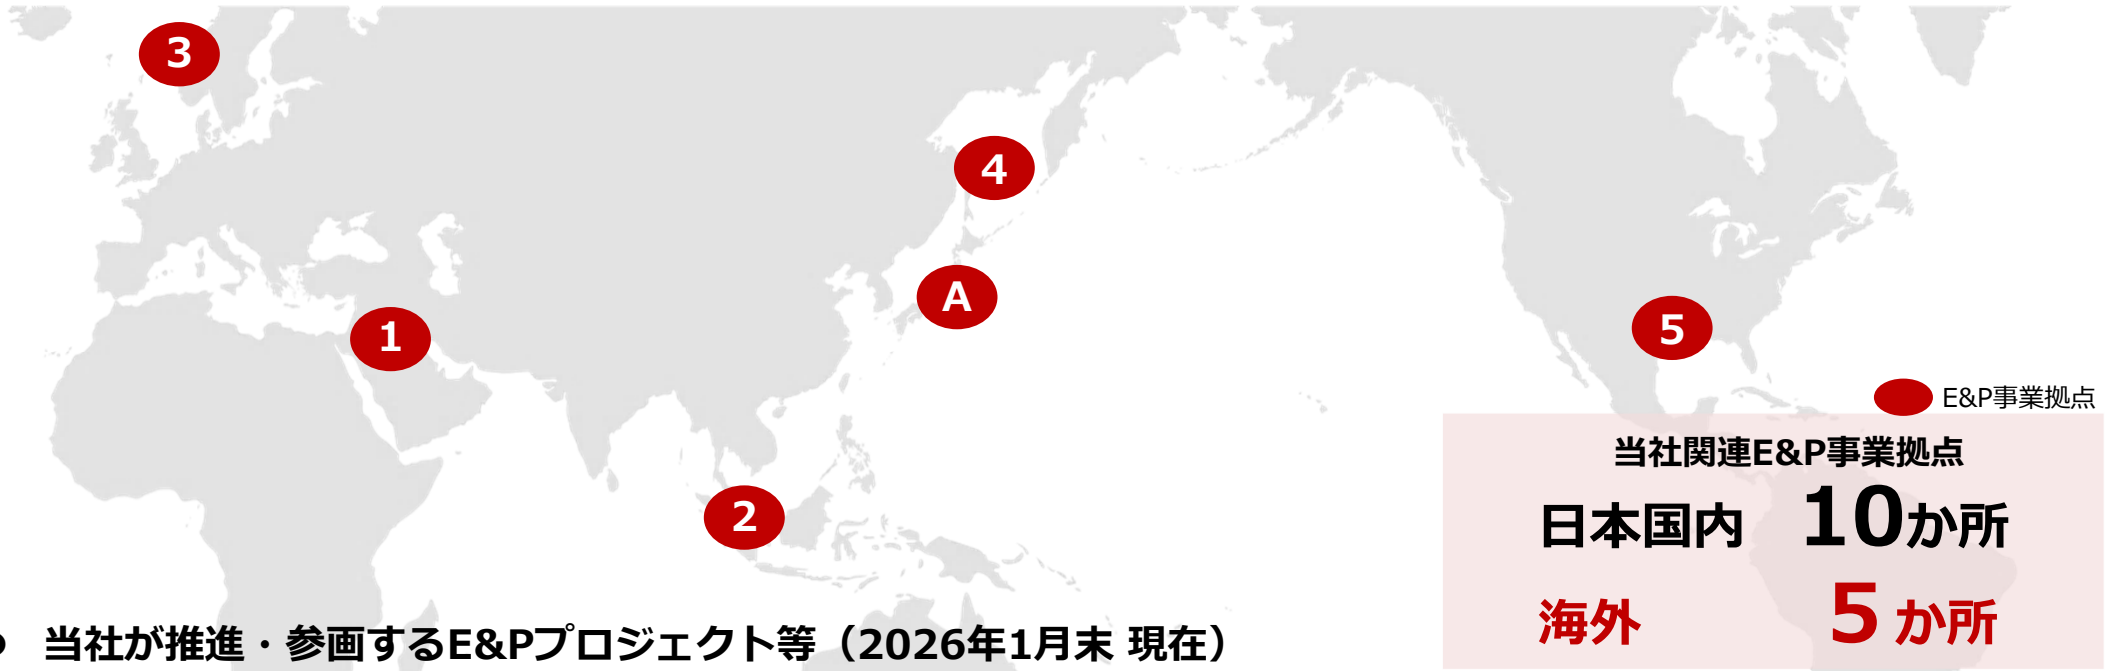 3
4
A
1
5
2
E&P事業拠点
当社関連E&P事業拠点
日本国内 10か所
海外 5か所
当社が推進・参画するE&Pプロジェクト等（2026年1月末 現在）